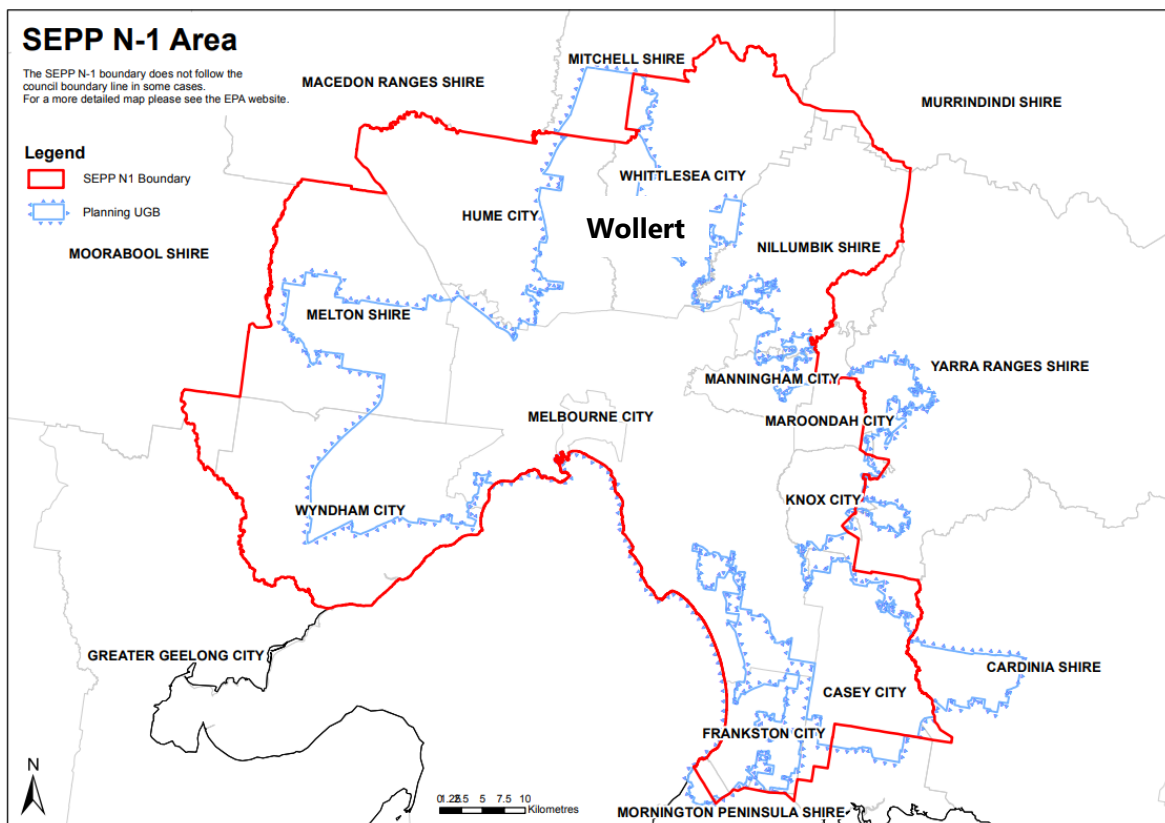 SEPP N-1 Area
The SEPP N-1 boundary does not follow the
council boundary line in some cases.
For a more detailed map please see the EPA website.
Legend
SEPP N1 Boundary
Planning UGB
MITCHELL SHIRE
MACEDON RANGES SHIRE
MURRINDINDI SHIRE
WHITTLESEA CITY
HUME CITY
Wollert
NILLUMBIK SHIRE
MOORABOOL SHIRE
MELTON SHIRE
YARRA RANGES SHIRE
MANNINGHAM CITY
MELBOURNE CITY
MAROONDAH CITY
KNOX CITY
WYNDHAM CITY
GREATER GEELONG CITY
CARDINIA SHIRE
CASEY CITY
FRANKSTON CITY
N
5 7.5 10
Kilometres
MORNINGTON PENINSULA SHIRE